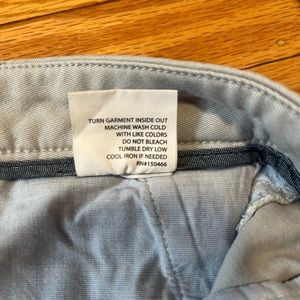 TURN GARMENT INSIDE OUT
MACHINE WASH COLD
WITH LIKE COLORS
DO NOT BLEACH
TUMBLE DRY LOW
COOL IRON IF NEEDED
RN#150466